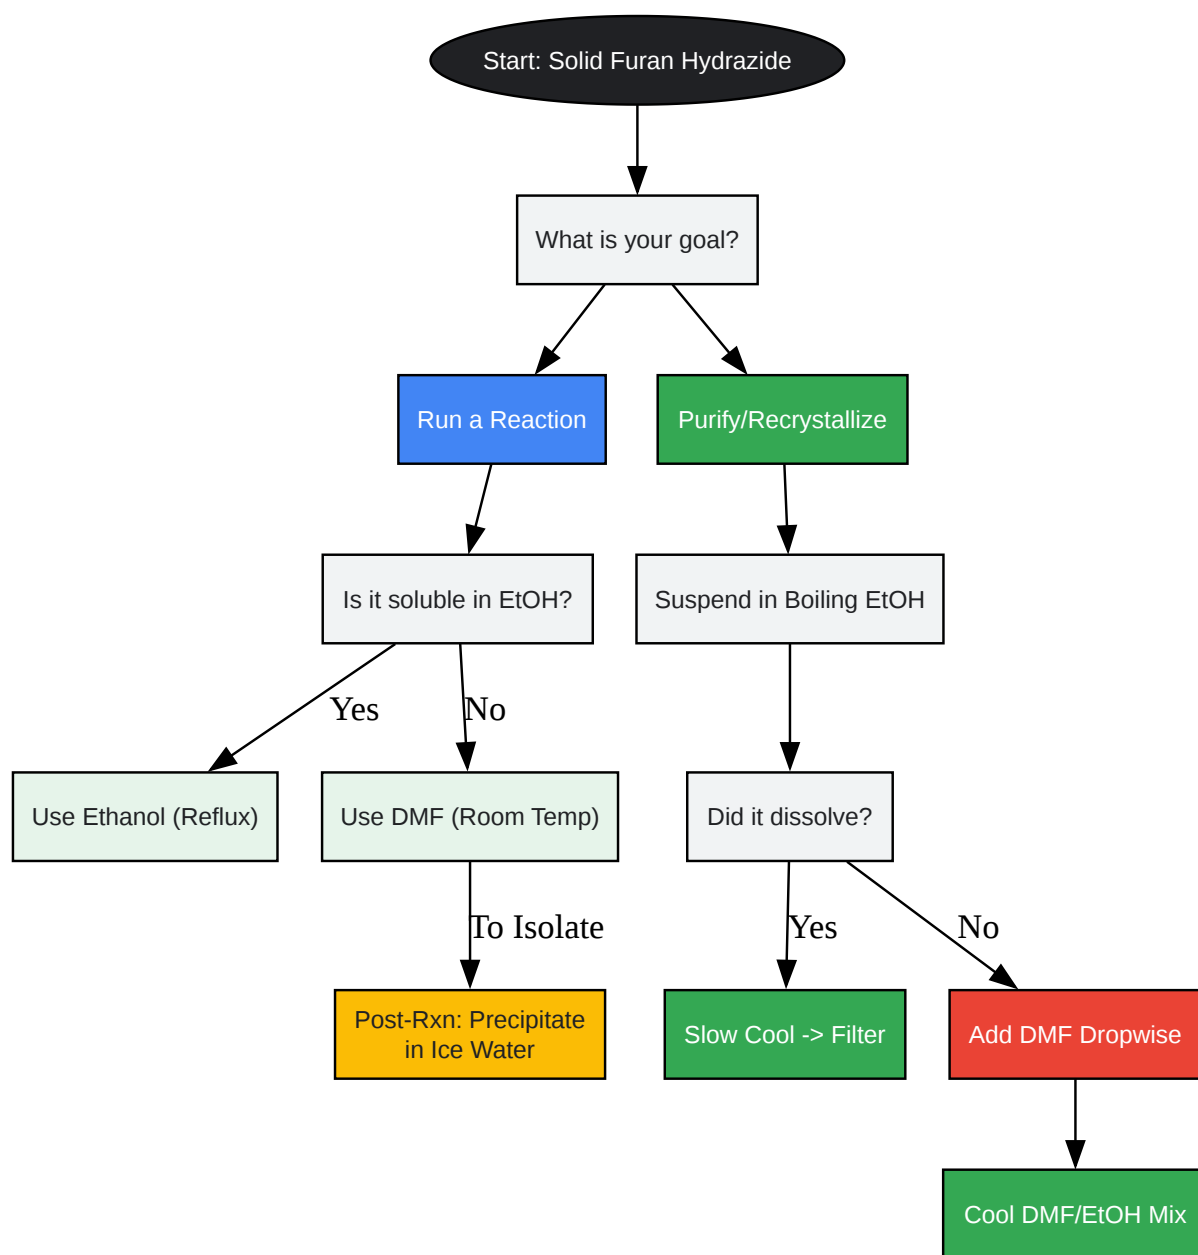 Start: Solid Furan Hydrazide
What is your goal?
Run a Reaction
Purify/Recrystallize
Is it soluble in EtOH?
Suspend in Boiling EtOH
Yes
No
Use Ethanol (Reflux)
Use DMF (Room Temp)
Did it dissolve?
To Isolate
Yes
No
Post-Rxn: Precipitate
in Ice Water
Slow Cool -> Filter
Add DMF Dropwise
Cool DMF/EtOH Mix